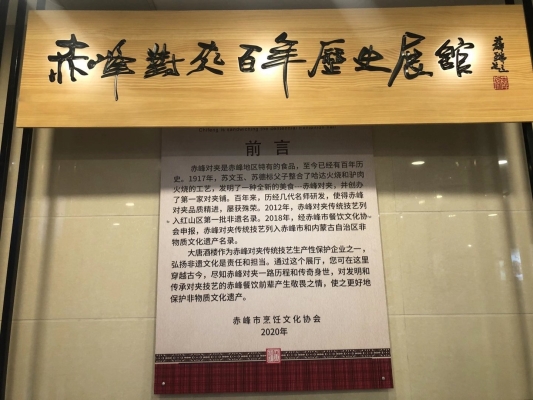 赤峰對夾百年歷史展館
前言
赤峰对夹是赤峰地区特有的食品，至今已经有百年历
史。1917年，苏文玉、苏德标父子整合了哈达火烧和驴肉
火烧的工艺，发明了一种全新的美食—赤峰对夹，并创办
了第一家对夹铺。百年来，历经几代名师研发，使得赤峰
对夹品质精进，屡获殊荣。2012年，赤峰对夹传统技艺列
入红山区第一批非遗名录。2018年，经赤峰市餐饮文化协
会申报，赤峰对夹传统技艺列入赤峰市和内蒙古自治区非
物质文化遗产名录。
大唐酒楼作为赤峰对夹传统技艺生产性保护企业之一，
弘扬非遗文化是责任和担当。通过这个展厅，您可在这里
穿越古今，尽知赤峰对夹一路历程和传奇身世，对发明和
传承对夹技艺的赤峰餐饮前辈产生敬畏之情，使之更好地
保护非物质文化遗产。
赤峰市烹饪文化协会
2020年